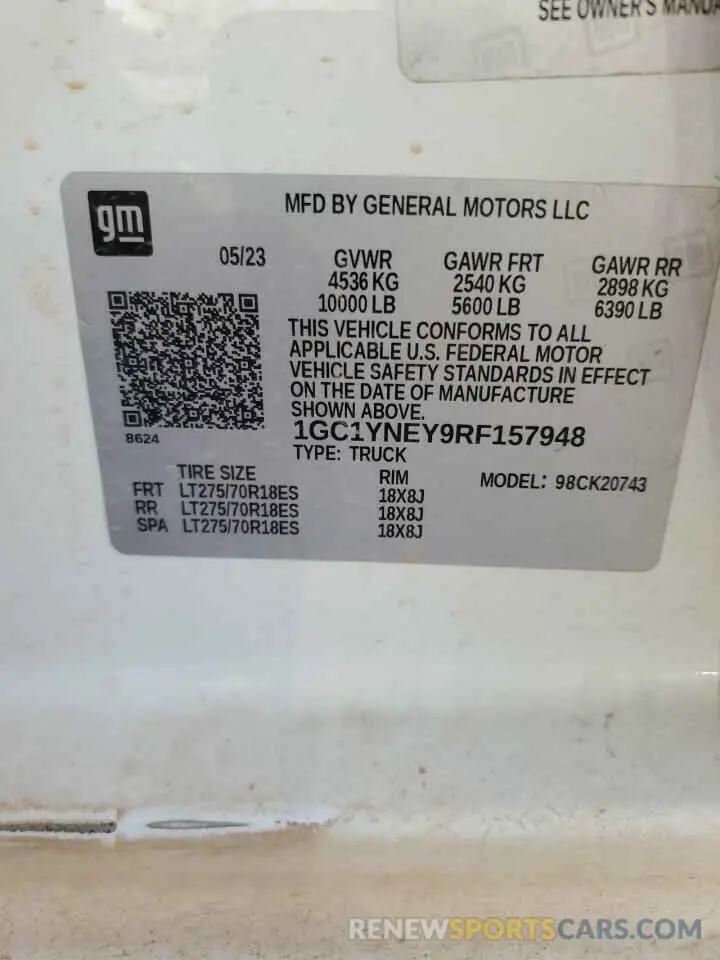 SEE OWNER'S MANUA
gm
MFD BY GENERAL MOTORS LLC
05/23 GVWR GAWR FRT GAWR RR
4536 KG 2540 KG 2898 KG
10000 LB 5600 LB 6390 LB
THIS VEHICLE CONFORMS TO ALL
APPLICABLE U.S. FEDERAL MOTOR
VEHICLE SAFETY STANDARDS IN EFFECT
ON THE DATE OF MANUFACTURE
SHOWN ABOVE.
8624
1GC1YNEY9RF157948
TYPE: TRUCK
TIRE SIZE RIM MODEL: 98CK20743
FRT LT275/70R18ES 18X8J
RR LT275/70R18ES 18X8J
SPA LT275/70R18ES 18X8J
RENEWSPORTSCARS.COM